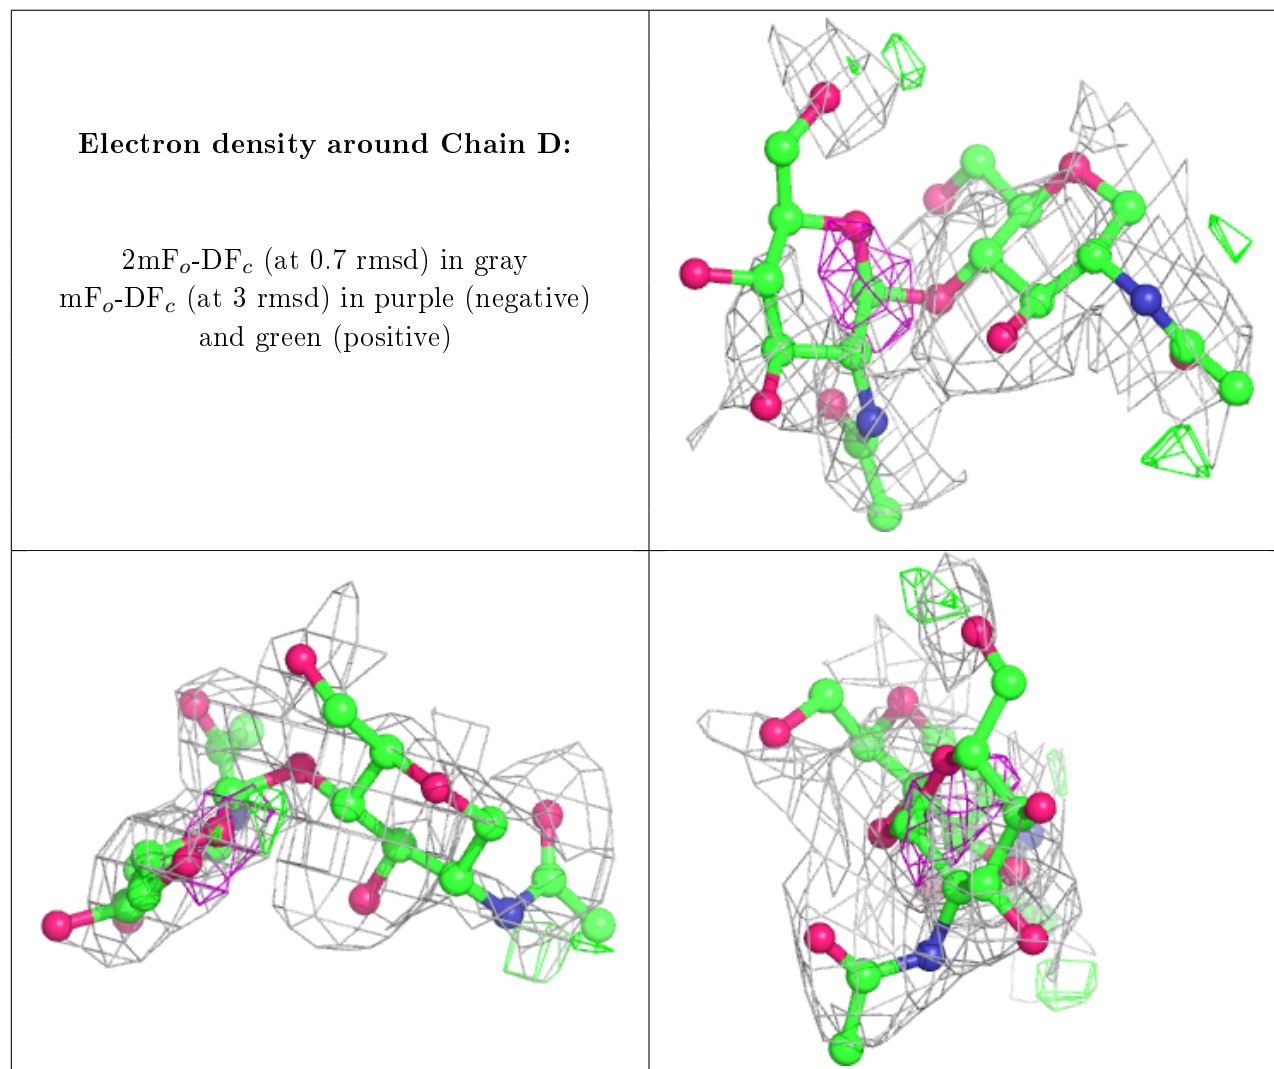 Electron density around Chain D:
2mFo-DFc (at 0.7 rmsd) in gray
mFo-DFc (at 3 rmsd) in purple (negative)
and green (positive)